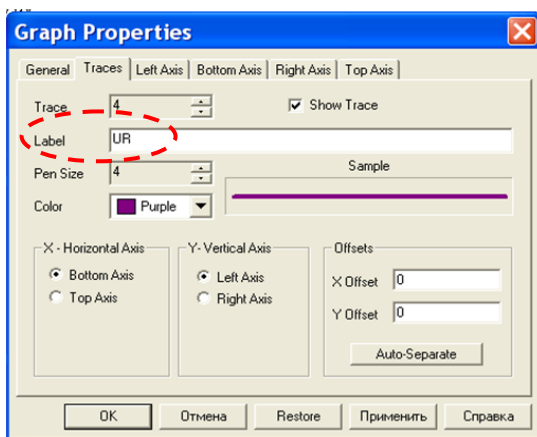 Graph Properties
General Traces Left Axis Bottom Axis Right Axis Top Axis
Trace 4 Show Trace
Label UR
Pen Size 4 Sample
Color Purple
X - Horizontal Axis Y - Vertical Axis Offsets
Bottom Axis Left Axis X Offset 0
Top Axis Right Axis Y Offset 0
Auto-Separate
OK Отмена Restore Применить Справка